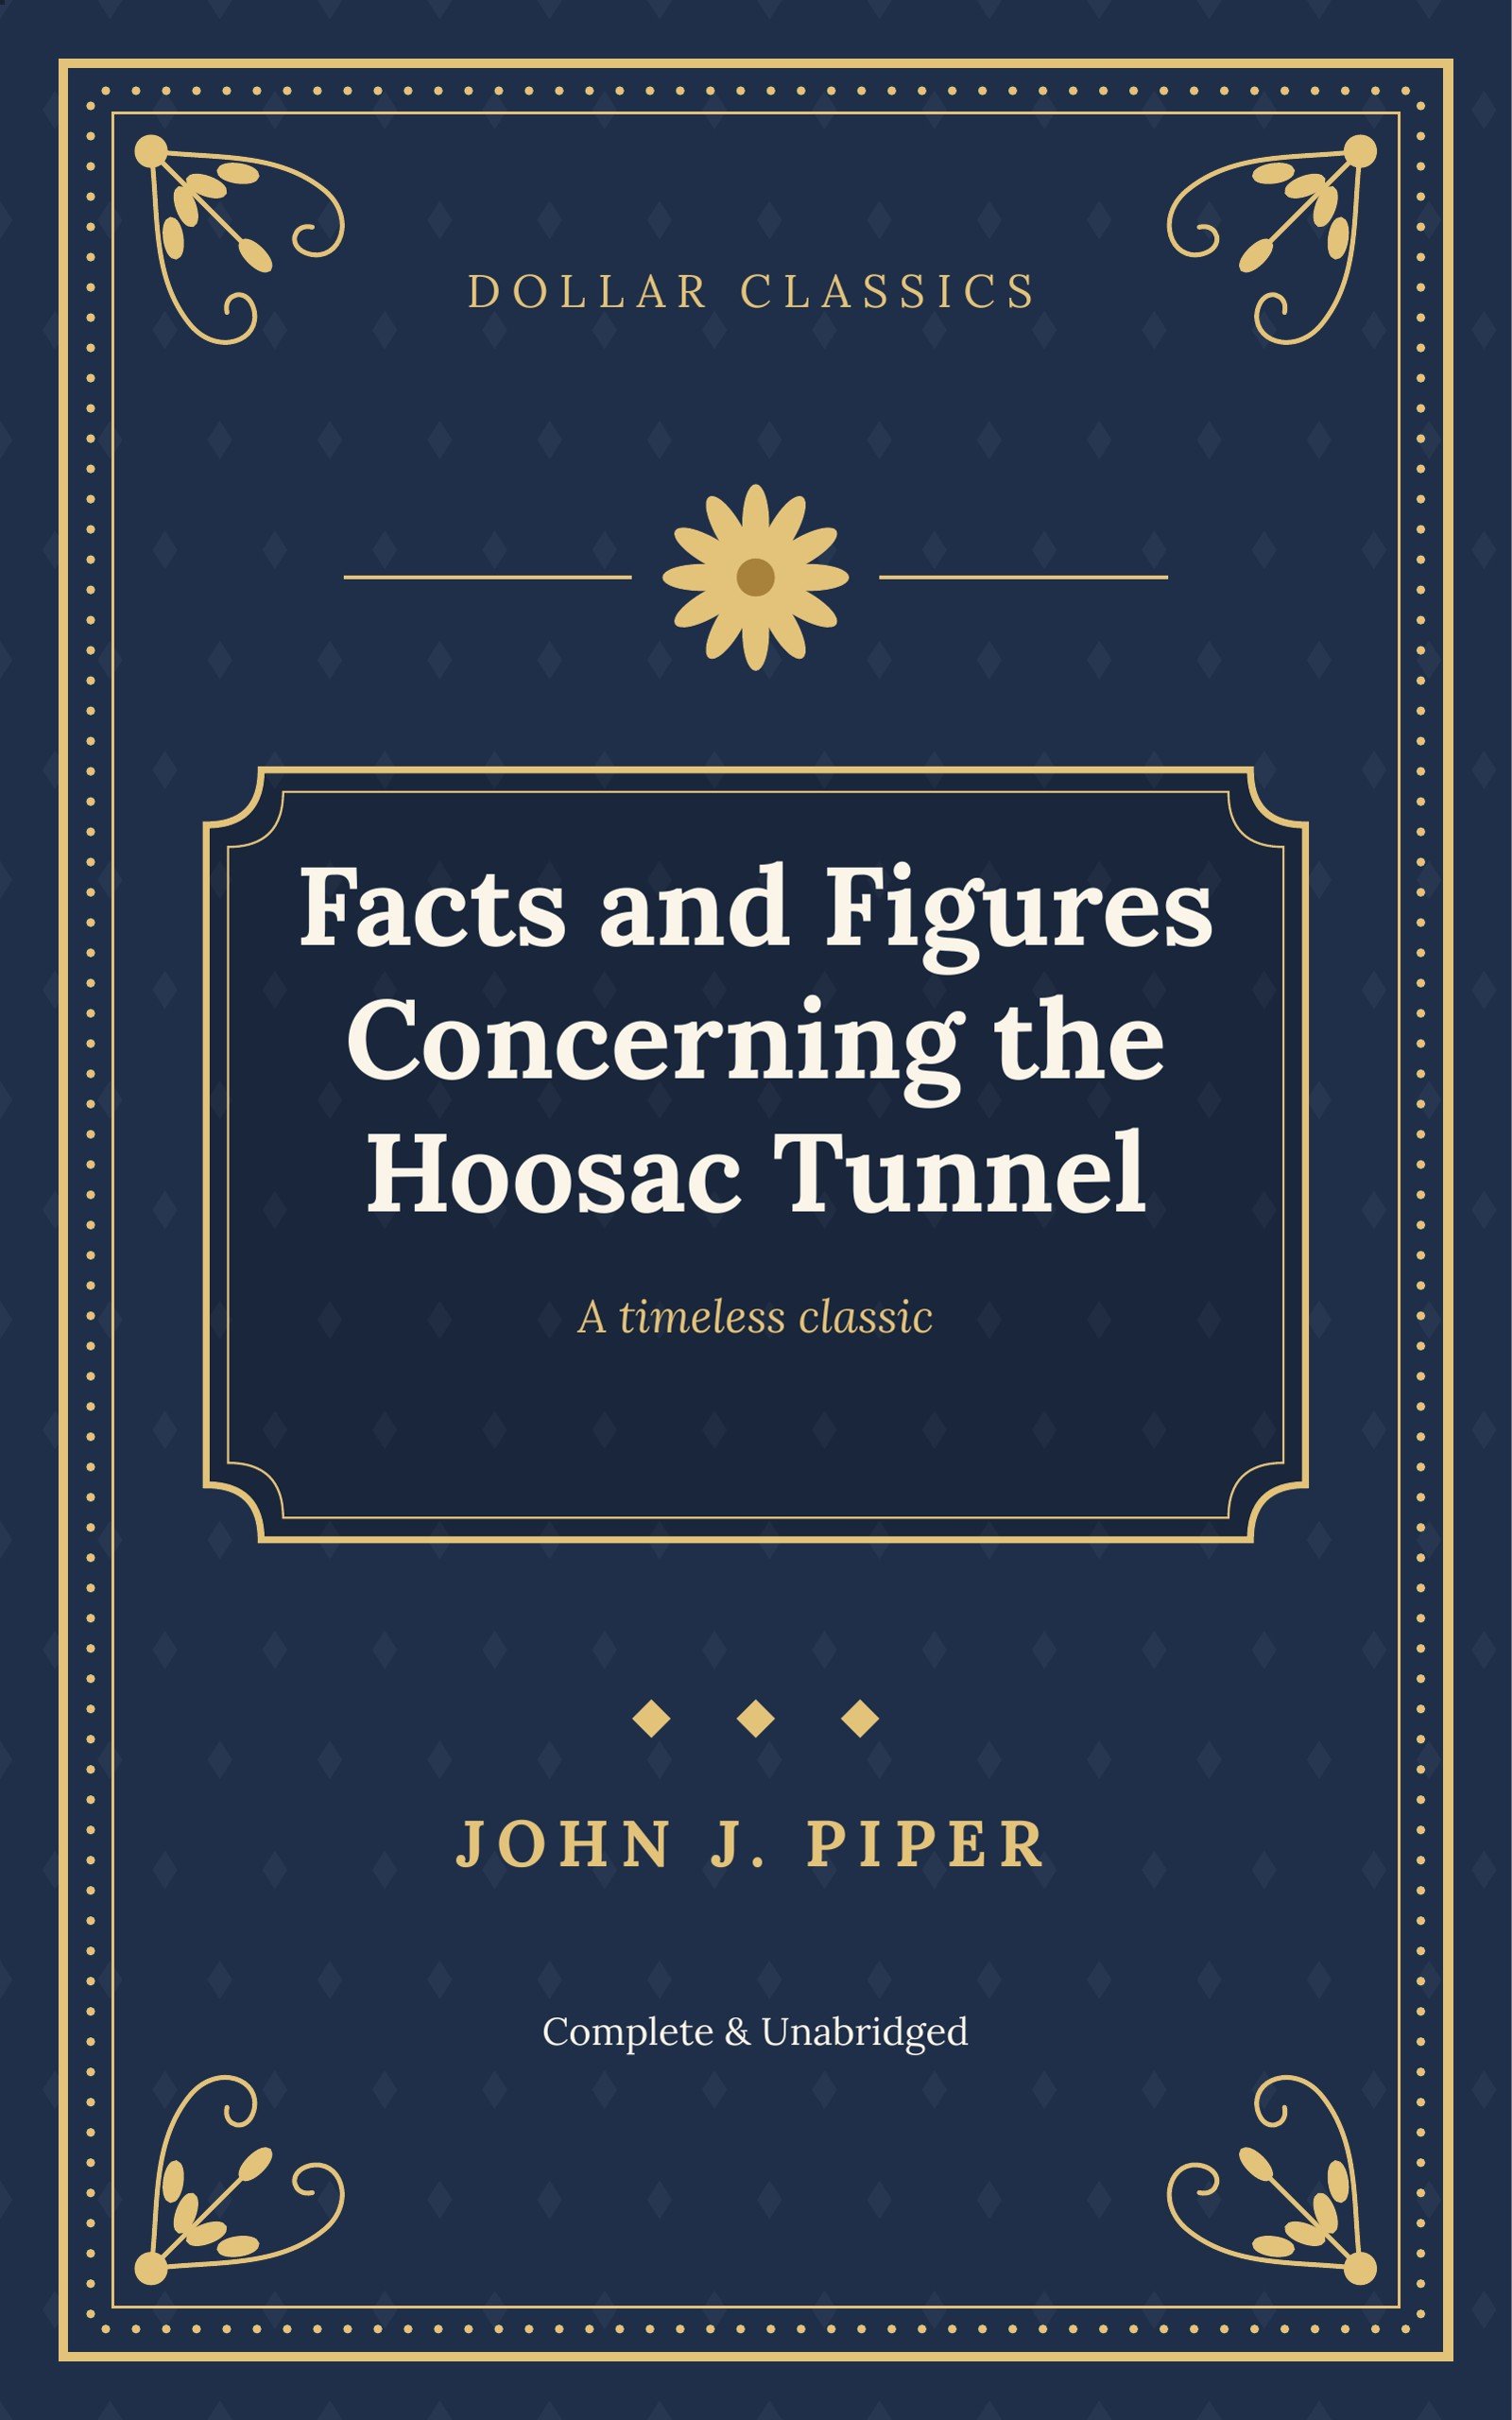 DOLLAR CLASSICS
Facts and Figures
Concerning the
Hoosac Tunnel
A timeless classic
JOHN J. PIPER
Complete & Unabridged